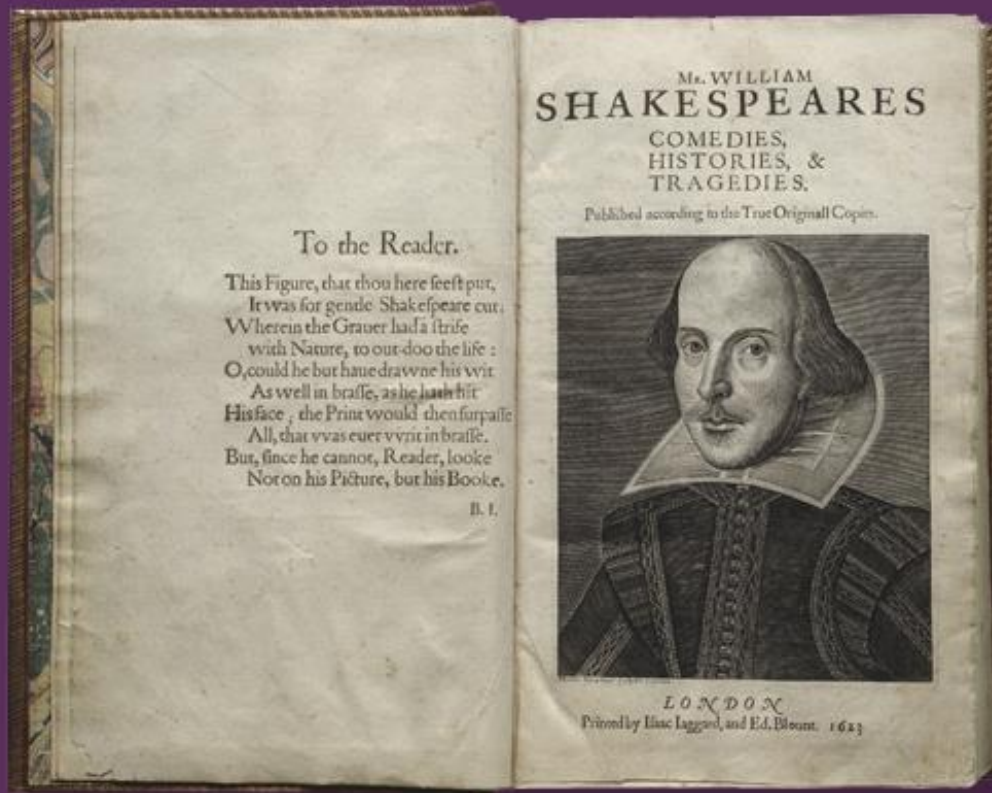 To the Reader.
This Figure, that thou here ſeeſt put,
It was for gentle Shakeſpeare cut;
Wherein the Grauer had a ſtrife
with Nature, to out-doo the life :
O, could he but haue drawne his wit
As well in braſſe, as he hath hit
His face ; the Print would then ſurpaſſe
All, that vvas euer vvrit in braſſe.
But, ſince he cannot, Reader, looke
Not on his Picture, but his Booke.
B. I.
Mr. WILLIAM
SHAKESPEARES
COMEDIES,
HISTORIES, &
TRAGEDIES.
Publiſhed according to the True Originall Copies.
LONDON
Printed by Iſaac Iaggard, and Ed. Blount. 1623